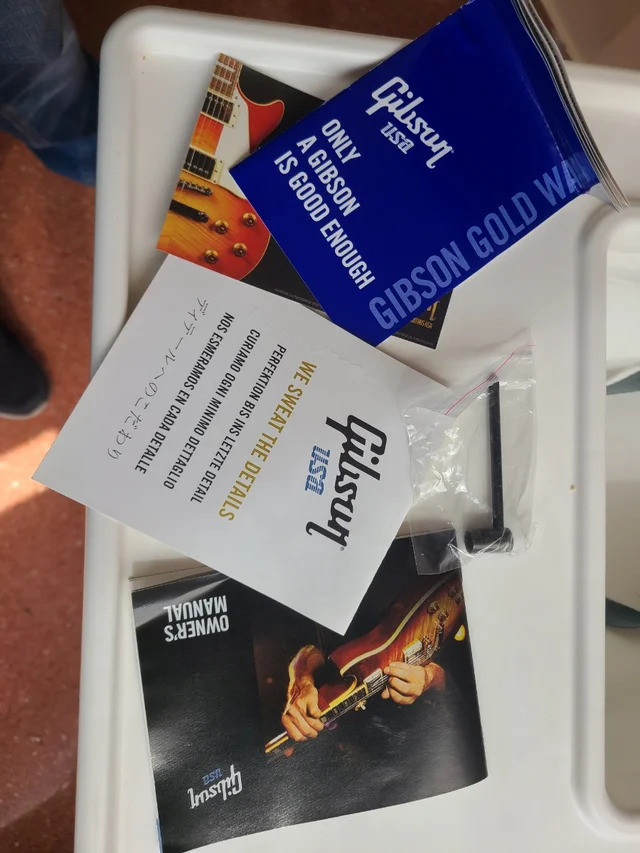 Gibson
USA
ONLY
A GIBSON
IS GOOD ENOUGH
GIBSON GOLD WA
Gibson
USA
WE SWEAT THE DETAILS
PERFEKTION BIS INS LETZTE DETAIL
CURIAMO OGNI MINIMO DETTAGLIO
NOS ESMERAMOS EN CADA DETALLE
ディテールへのこだわり
OWNER'S
MANUAL
Gibson
USA